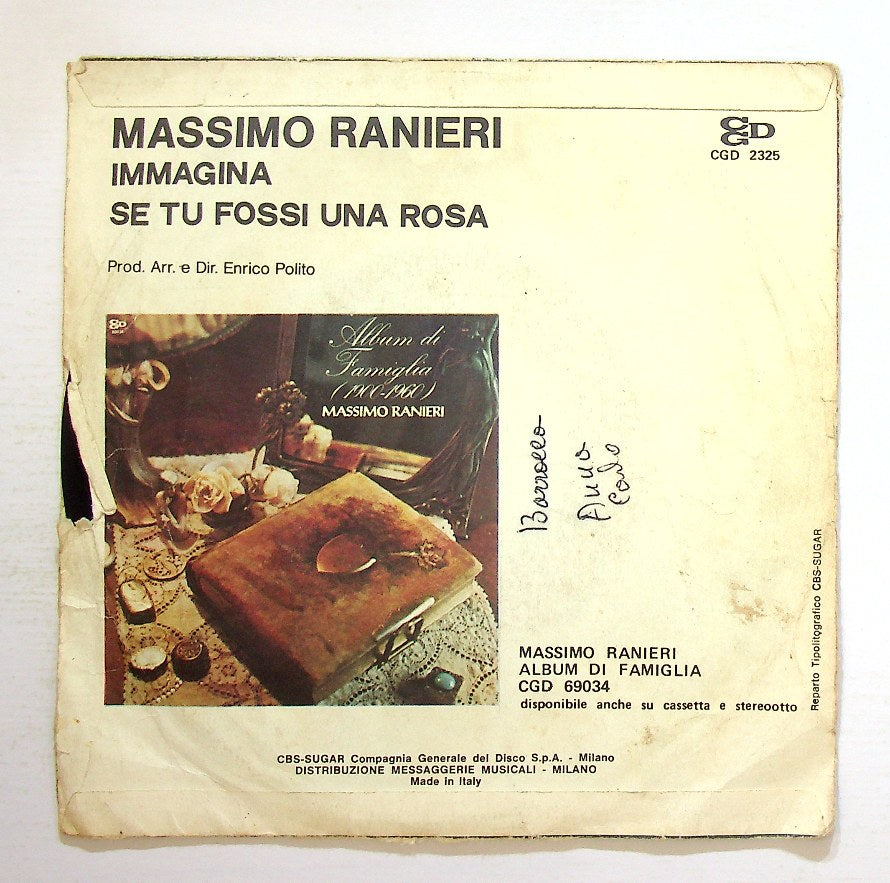 MASSIMO RANIERI
IMMAGINA
SE TU FOSSI UNA ROSA
Prod. Arr. e Dir. Enrico Polito
CGD
CGD 2325
Album di
Famiglia
(1900-1960)
MASSIMO RANIERI
Anna
MASSIMO RANIERI
ALBUM DI FAMIGLIA
CGD 69034
disponibile anche su cassetta e stereootto
Reparto Tipolitografico CBS-SUGAR
CBS-SUGAR Compagnia Generale del Disco S.p.A. - Milano
DISTRIBUZIONE MESSAGGERIE MUSICALI - MILANO
Made in Italy